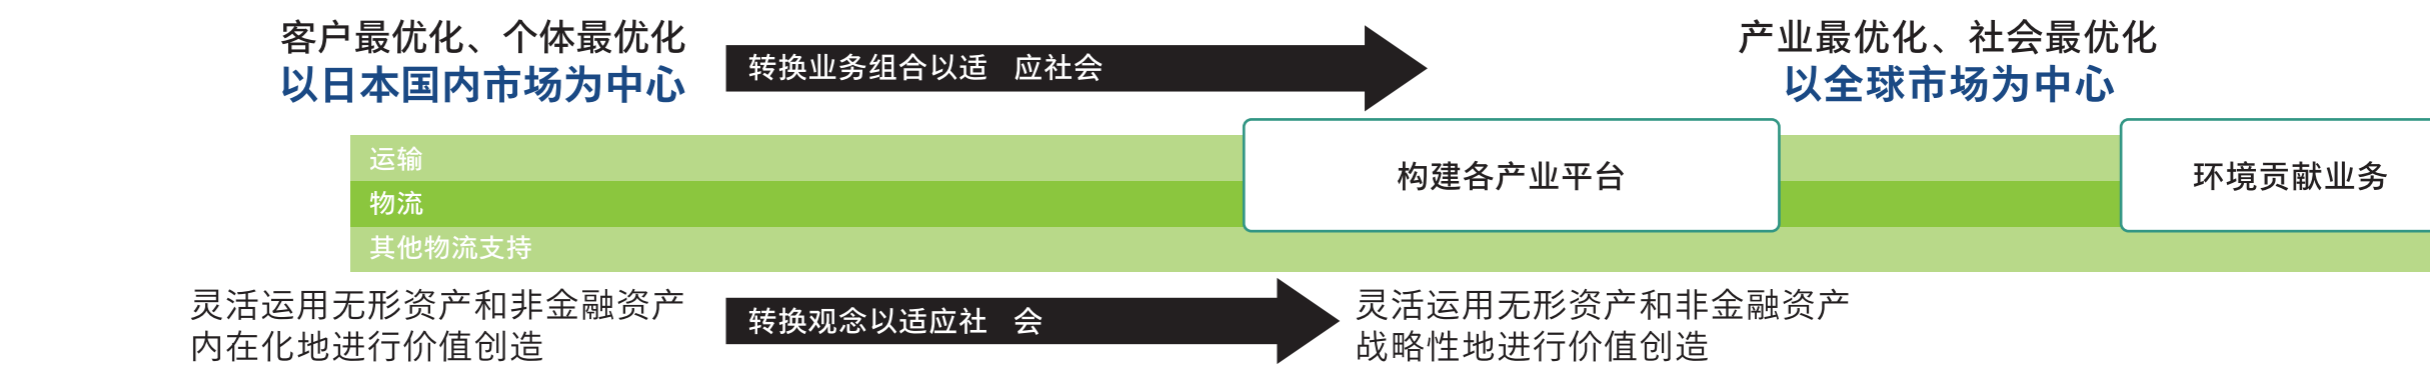 客户最优化、个体最优化
以日本国内市场为中心
转换业务组合以适 应社会
产业最优化、社会最优化
以全球市场为中心
运输
物流
其他物流支持
构建各产业平台
环境贡献业务
灵活运用无形资产和非金融资产
内在化地进行价值创造
转换观念以适应社 会
灵活运用无形资产和非金融资产
战略性地进行价值创造